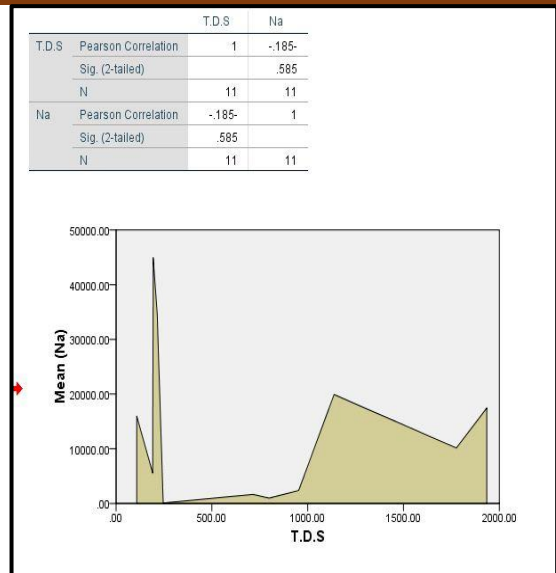 T.D.S Na
T.D.S Pearson Correlation 1 -.185-
Sig. (2-tailed) .585
N 11 11
Na Pearson Correlation -.185- 1
Sig. (2-tailed) .585
N 11 11
50000.00
40000.00
30000.00
20000.00
10000.00
.00
Mean (Na)
.00 500.00 1000.00 1500.00 2000.00
T.D.S